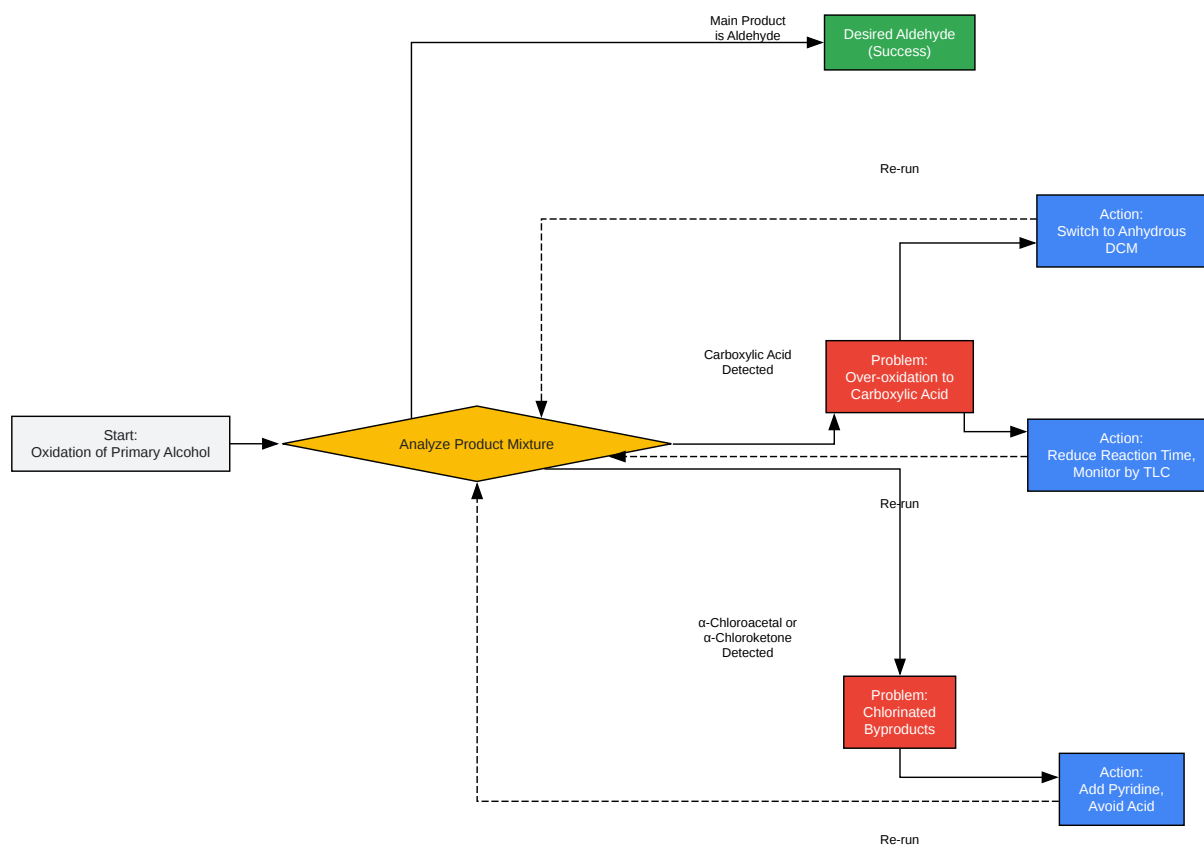 Main Product
is Aldehyde
Desired Aldehyde
(Success)
Re-run
Action:
Switch to Anhydrous
DCM
Carboxylic Acid
Detected
Problem:
Over-oxidation to
Carboxylic Acid
Start:
Oxidation of Primary Alcohol
Analyze Product Mixture
Action:
Reduce Reaction Time,
Monitor by TLC
Re-run
α-Chloroacetal or
α-Chloroketone
Detected
Problem:
Chlorinated
Byproducts
Action:
Add Pyridine,
Avoid Acid
Re-run